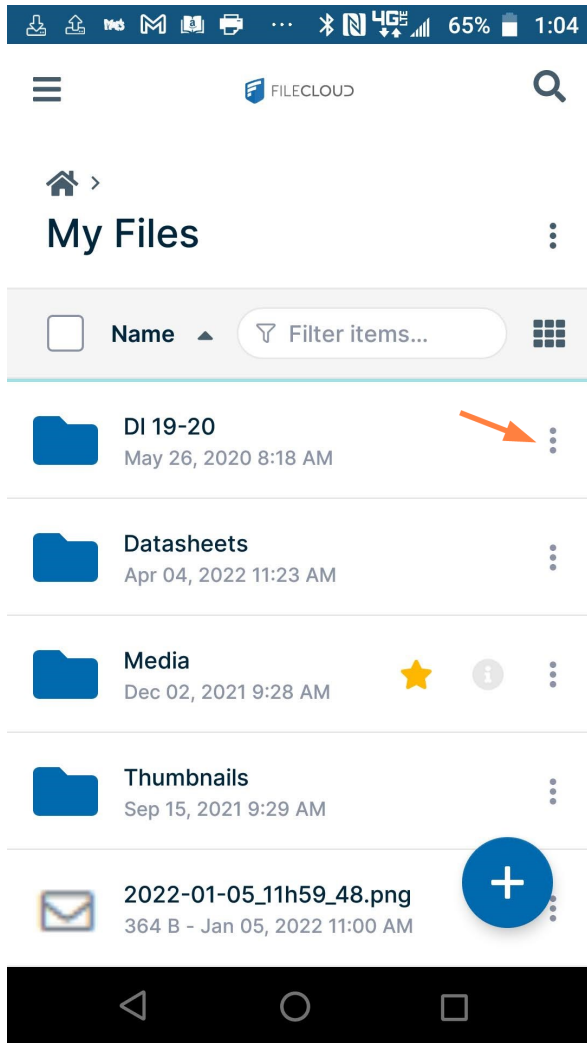 4G LTE 65% 1:04
FILECLOUD
My Files
Name Filter items...
DI 19-20
May 26, 2020 8:18 AM
Datasheets
Apr 04, 2022 11:23 AM
Media
Dec 02, 2021 9:28 AM
Thumbnails
Sep 15, 2021 9:29 AM
2022-01-05_11h59_48.png
364 B - Jan 05, 2022 11:00 AM